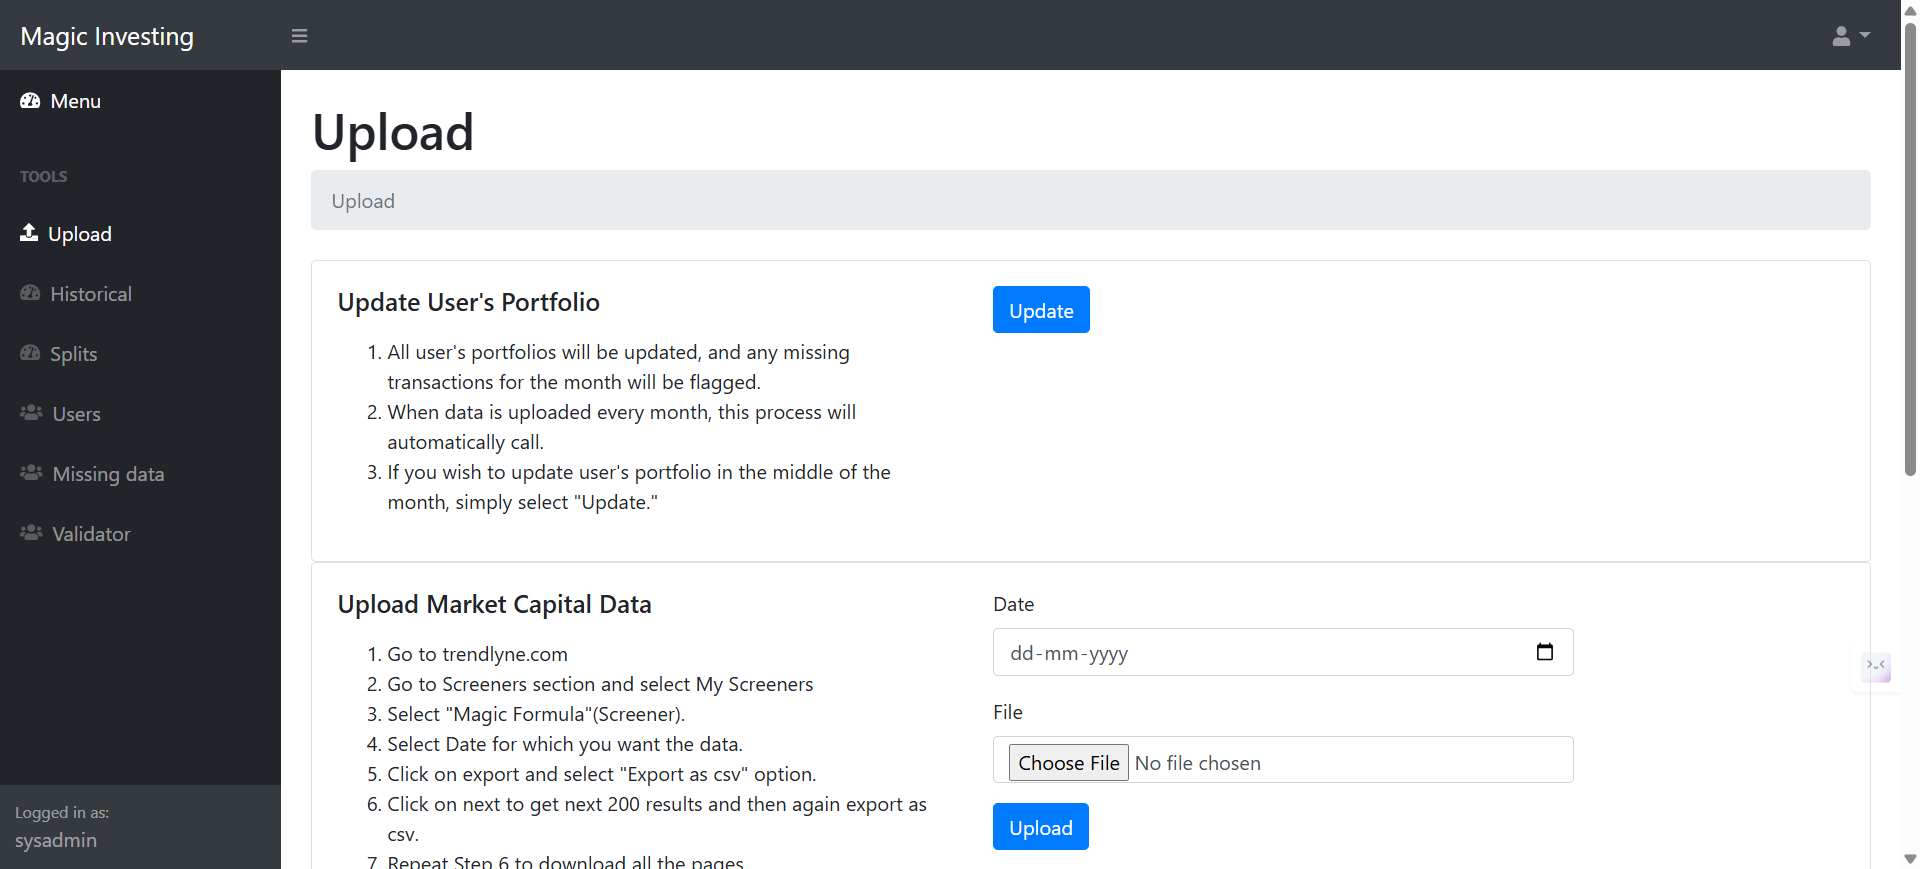 Magic Investing
Menu
TOOLS
Upload
Historical
Splits
Users
Missing data
Validator
Logged in as:
sysadmin
Upload
Upload
Update User's Portfolio
1. All user's portfolios will be updated, and any missing
transactions for the month will be flagged.
2. When data is uploaded every month, this process will
automatically call.
3. If you wish to update user's portfolio in the middle of the
month, simply select "Update."
Update
Upload Market Capital Data
1. Go to trendlyne.com
2. Go to Screeners section and select My Screeners
3. Select "Magic Formula"(Screener).
4. Select Date for which you want the data.
5. Click on export and select "Export as csv" option.
6. Click on next to get next 200 results and then again export as
csv.
7. Repeat Step 6 to download all the pages
Date
dd-mm-yyyy
File
Choose File No file chosen
Upload